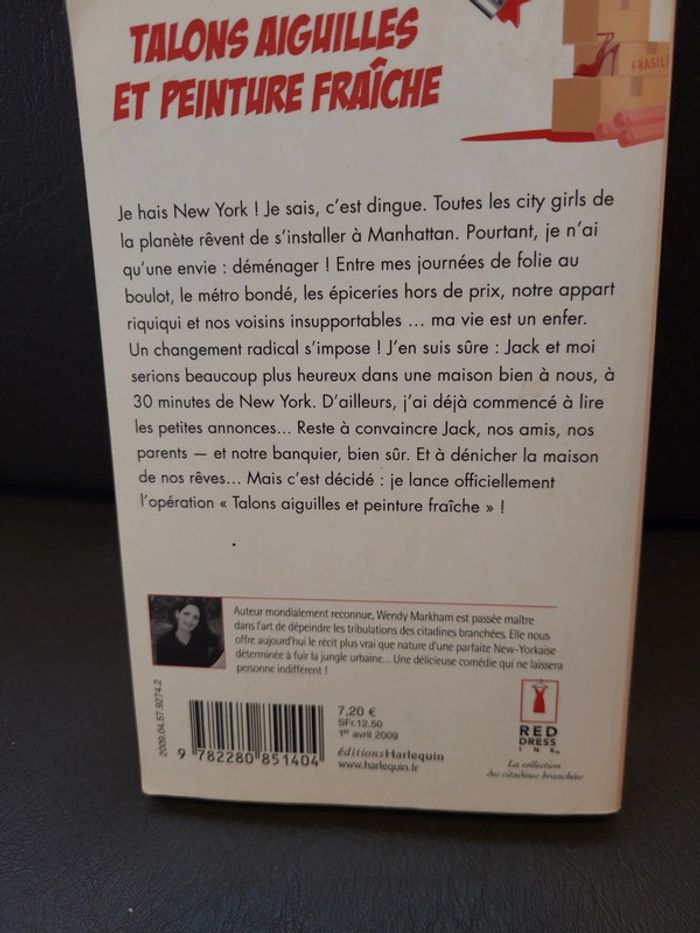 TALONS AIGUILLES
ET PEINTURE FRAÎCHE
FRAGILE
Je hais New York ! Je sais, c'est dingue. Toutes les city girls de
la planète rêvent de s'installer à Manhattan. Pourtant, je n'ai
qu'une envie : déménager ! Entre mes journées de folie au
boulot, le métro bondé, les épiceries hors de prix, notre appart
riquiqui et nos voisins insupportables ... ma vie est un enfer.
Un changement radical s'impose ! J'en suis sûre : Jack et moi
serions beaucoup plus heureux dans une maison bien à nous, à
30 minutes de New York. D'ailleurs, j'ai déjà commencé à lire
les petites annonces... Reste à convaincre Jack, nos amis, nos
parents — et notre banquier, bien sûr. Et à dénicher la maison
de nos rêves... Mais c'est décidé : je lance officiellement
l'opération « Talons aiguilles et peinture fraîche » !
Auteur mondialement reconnue, Wendy Markham est passée maître
dans l'art de dépeindre les tribulations des citadines branchées. Elle nous
offre aujourd'hui le récit plus vrai que nature d'une parfaite New-Yorkaise
déterminée à fuir la jungle urbaine... Une délicieuse comédie qui ne laissera
personne indifférent !
2009.04.57.9274.2
9 782280 851404
7,20 €
SFr.12.50
1er avril 2009
éditions Harlequin
www.harlequin.fr
RED
DRESS
INK
La collection
des citadines branchées